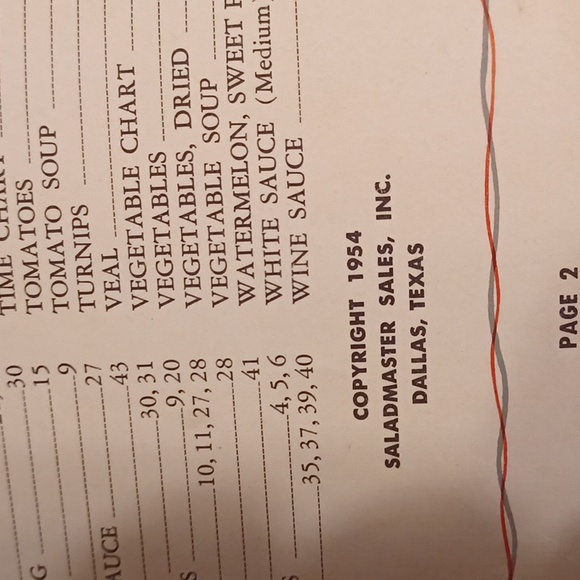 30
G 15
9
27
AUCE 43
30, 31
9, 20
S 10, 11, 27, 28
28
41
4, 5, 6
35, 37, 39, 40
TIME
TOMATOES
TOMATO SOUP
TURNIPS
VEAL
VEGETABLE CHART
VEGETABLES
VEGETABLES, DRIED
VEGETABLE SOUP
WATERMELON, SWEET
WHITE SAUCE (Medium)
WINE SAUCE
COPYRIGHT 1954
SALADMASTER SALES, INC.
DALLAS, TEXAS
PAGE 2